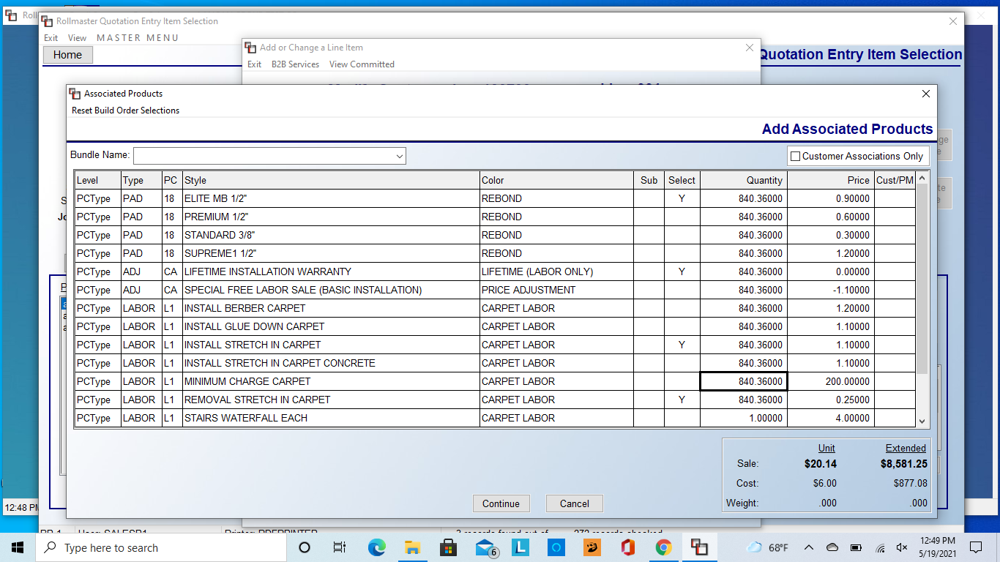 Rollmaster Quotation Entry Item Selection
Exit View MASTER MENU
Home
Quotation Entry Item Selection
Add or Change a Line Item
Exit B2B Services View Committed
Associated Products
Reset Build Order Selections
Add Associated Products
Bundle Name:
Customer Associations Only
Level Type PC Style Color Sub Select Quantity Price Cust/PM
PCType PAD 18 ELITE MB 1/2" REBOND Y 840.36000 0.90000
PCType PAD 18 PREMIUM 1/2" REBOND 840.36000 0.60000
PCType PAD 18 STANDARD 3/8" REBOND 840.36000 0.30000
PCType PAD 18 SUPREME1 1/2" REBOND 840.36000 1.20000
PCType ADJ CA LIFETIME INSTALLATION WARRANTY LIFETIME (LABOR ONLY) Y 840.36000 0.00000
PCType ADJ CA SPECIAL FREE LABOR SALE (BASIC INSTALLATION) PRICE ADJUSTMENT 840.36000 -1.10000
PCType LABOR L1 INSTALL BERBER CARPET CARPET LABOR 840.36000 1.20000
PCType LABOR L1 INSTALL GLUE DOWN CARPET CARPET LABOR 840.36000 1.10000
PCType LABOR L1 INSTALL STRETCH IN CARPET CARPET LABOR Y 840.36000 1.10000
PCType LABOR L1 INSTALL STRETCH IN CARPET CONCRETE CARPET LABOR 840.36000 1.10000
PCType LABOR L1 MINIMUM CHARGE CARPET CARPET LABOR 840.36000 200.00000
PCType LABOR L1 REMOVAL STRETCH IN CARPET CARPET LABOR Y 840.36000 0.25000
PCType LABOR L1 STAIRS WATERFALL EACH CARPET LABOR 1.00000 4.00000
Unit Extended
Sale: $20.14 $8,581.25
Cost: $6.00 $877.08
Weight: .000 .000
Continue Cancel
12:48 PM
Type here to search
6
68°F
12:49 PM
5/19/2021